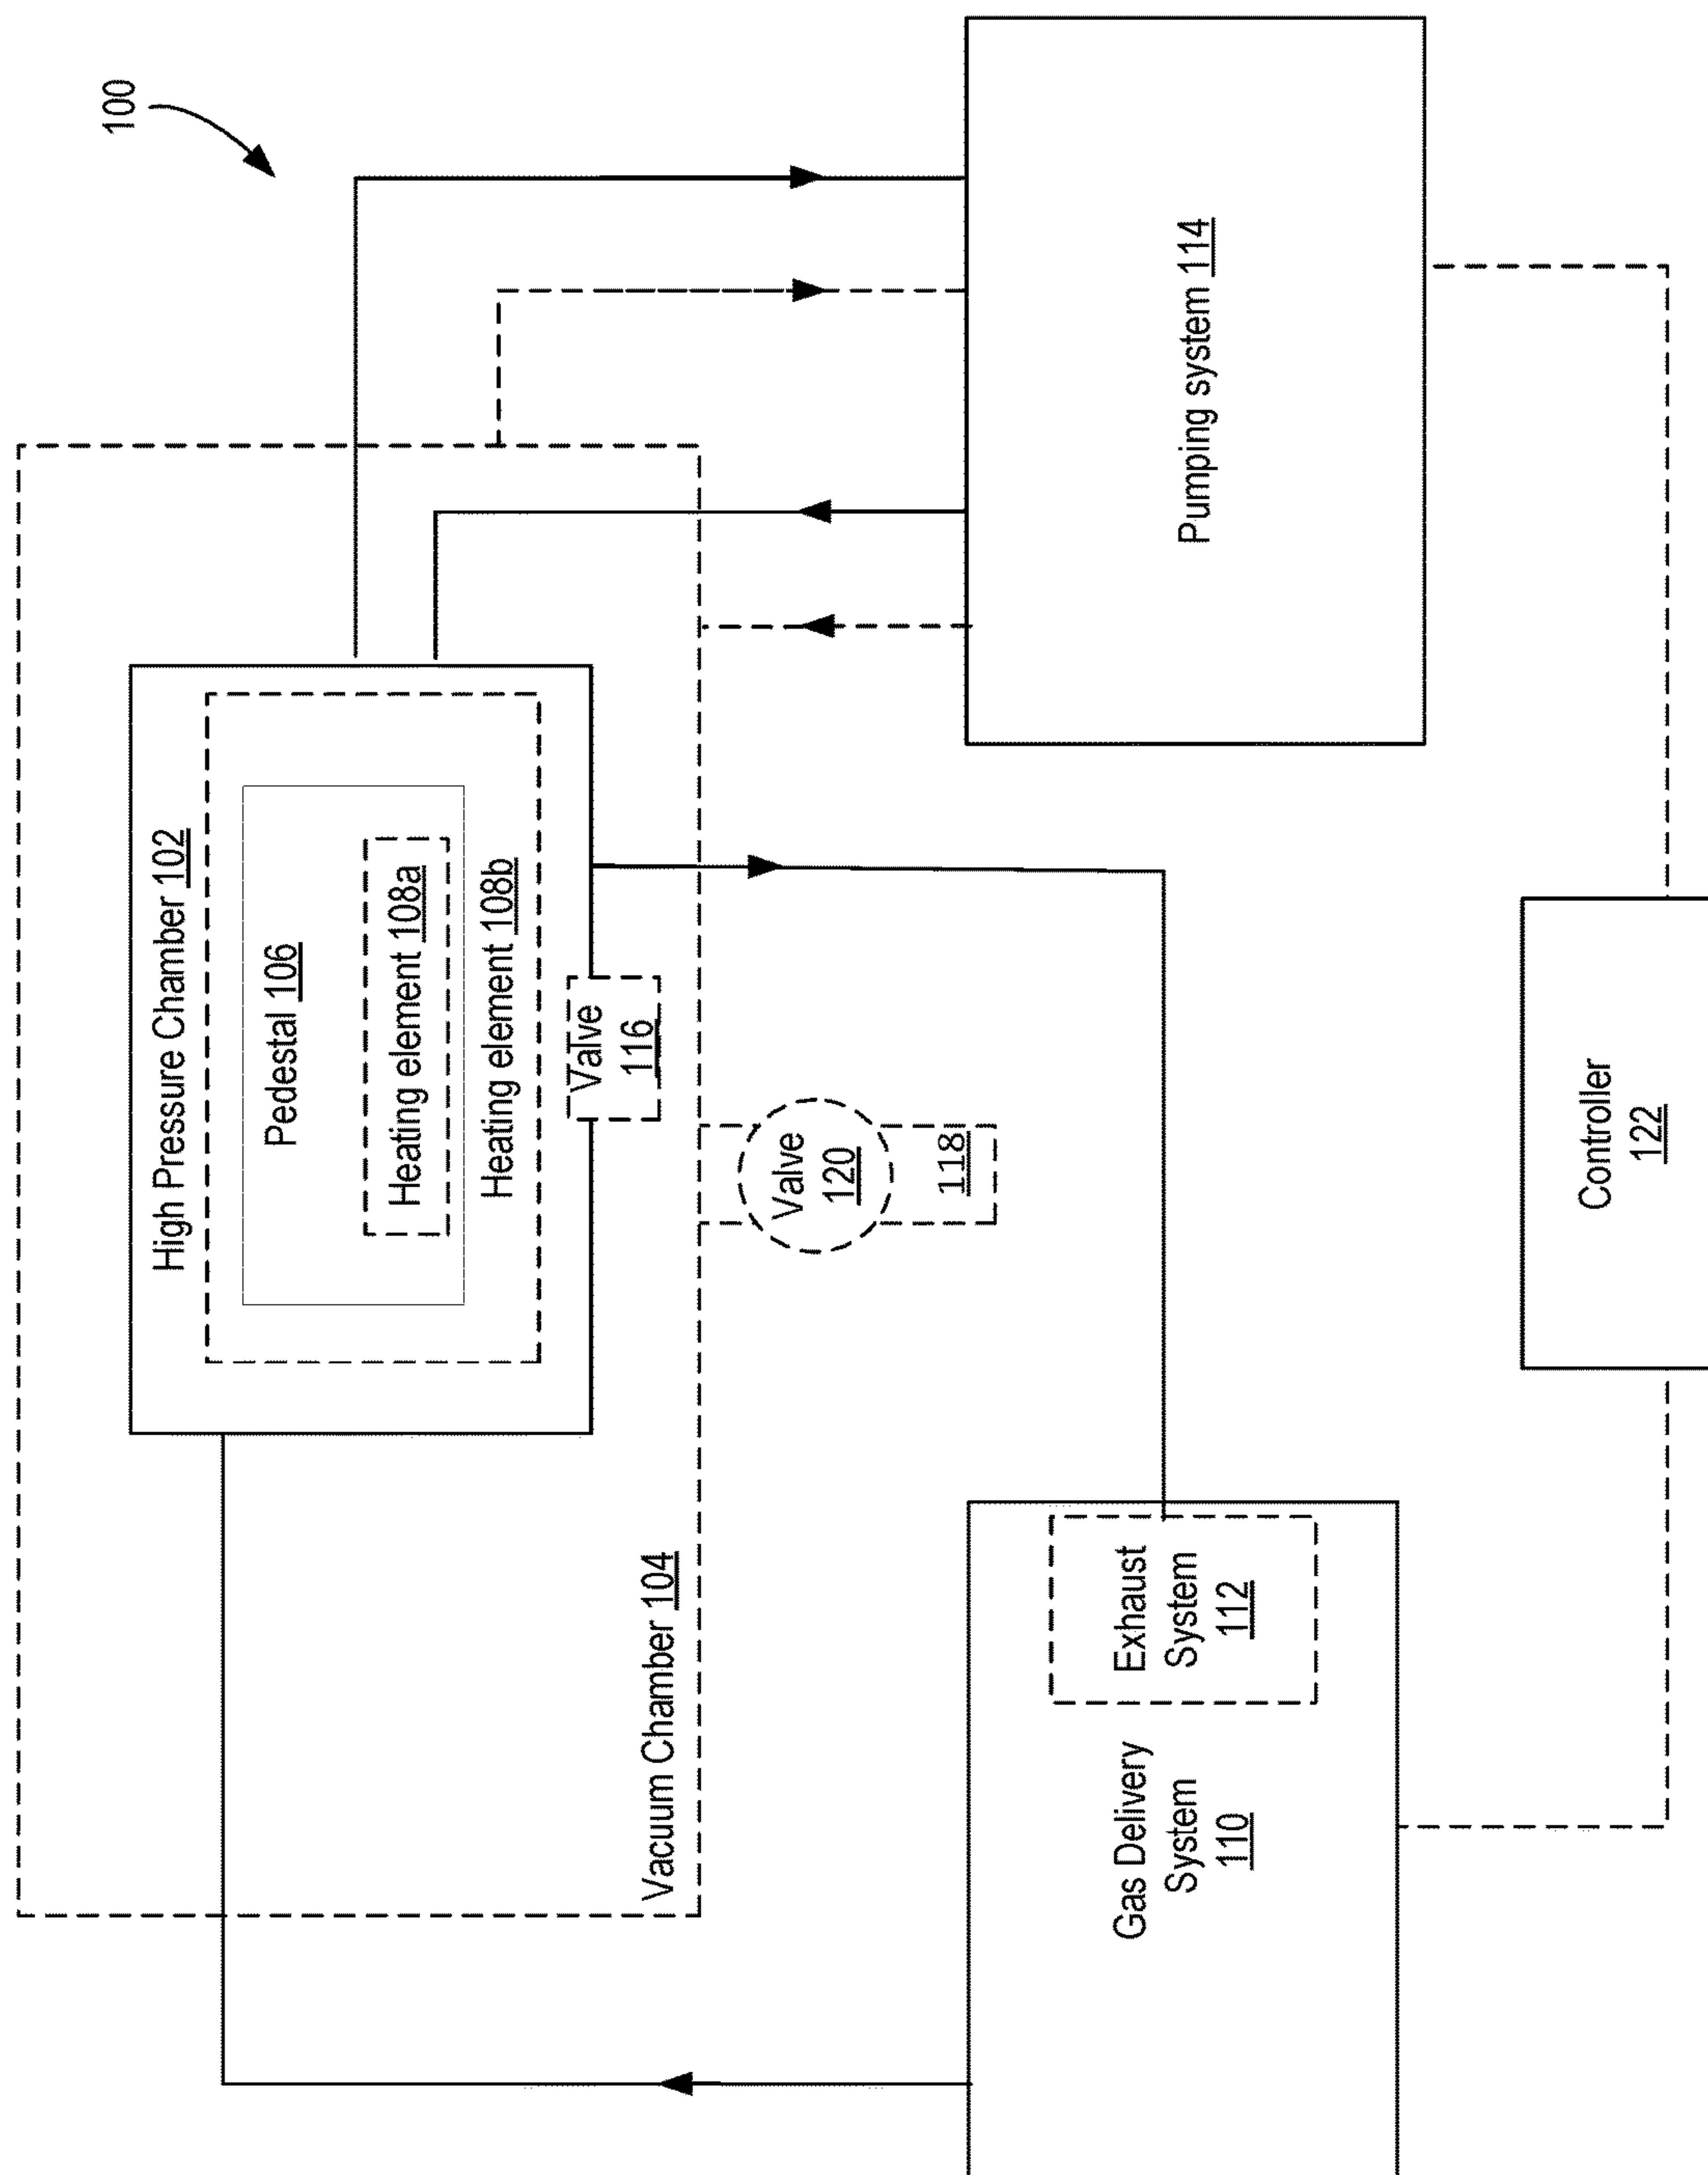 100
High Pressure Chamber 102
Pedestal 106
Heating element 108a
Heating element 108b
Valve
116
Vacuum Chamber 104
Valve
120
118
Pumping system 114
Exhaust
System
112
Gas Delivery
System
110
Controller
122